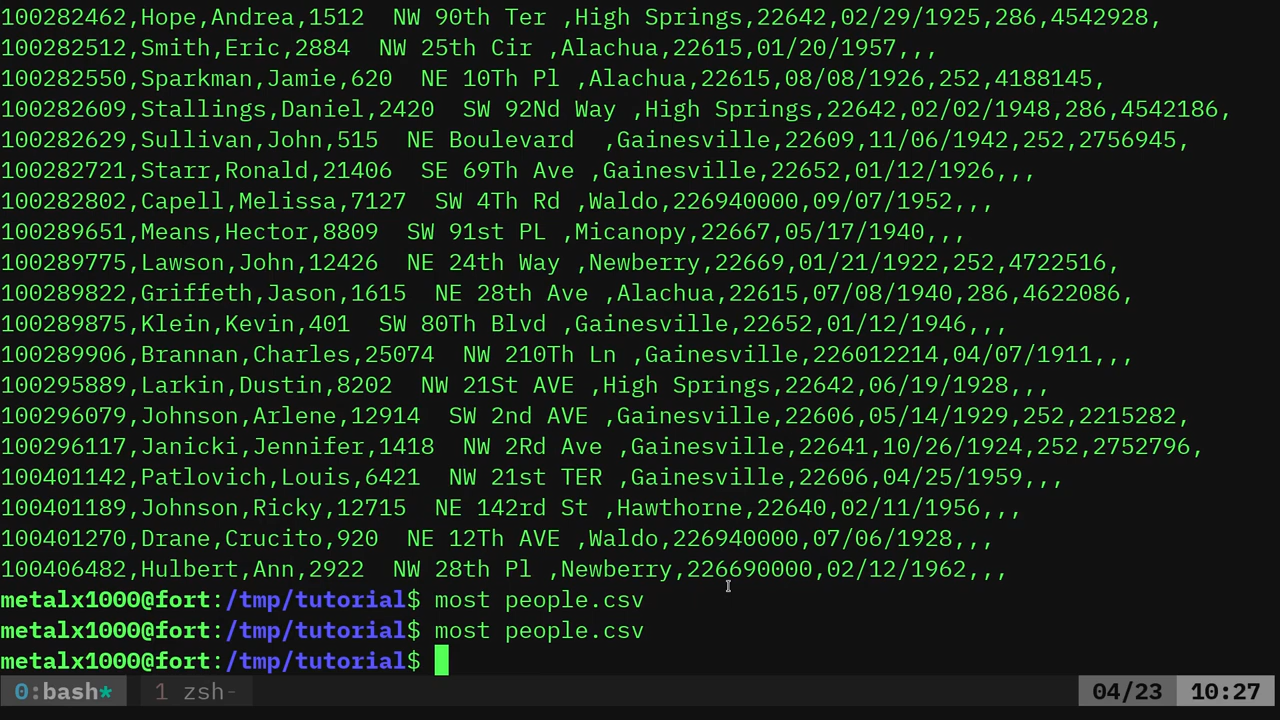 100282462,Hope,Andrea,1512  NW 90th Ter ,High Springs,22642,02/29/1925,286,4542928,
100282512,Smith,Eric,2884  NW 25th Cir ,Alachua,22615,01/20/1957,,,
100282550,Sparkman,Jamie,620  NE 10Th Pl ,Alachua,22615,08/08/1926,252,4188145,
100282609,Stallings,Daniel,2420  SW 92Nd Way ,High Springs,22642,02/02/1948,286,4542186,
100282629,Sullivan,John,515  NE Boulevard  ,Gainesville,22609,11/06/1942,252,2756945,
100282721,Starr,Ronald,21406  SE 69Th Ave ,Gainesville,22652,01/12/1926,,,
100282802,Capell,Melissa,7127  SW 4Th Rd ,Waldo,226940000,09/07/1952,,,
100289651,Means,Hector,8809  SW 91st PL ,Micanopy,22667,05/17/1940,,,
100289775,Lawson,John,12426  NE 24th Way ,Newberry,22669,01/21/1922,252,4722516,
100289822,Griffeth,Jason,1615  NE 28th Ave ,Alachua,22615,07/08/1940,286,4622086,
100289875,Klein,Kevin,401  SW 80Th Blvd ,Gainesville,22652,01/12/1946,,,
100289906,Brannan,Charles,25074  NW 210Th Ln ,Gainesville,226012214,04/07/1911,,,
100295889,Larkin,Dustin,8202  NW 21St AVE ,High Springs,22642,06/19/1928,,,
100296079,Johnson,Arlene,12914  SW 2nd AVE ,Gainesville,22606,05/14/1929,252,2215282,
100296117,Janicki,Jennifer,1418  NW 2Rd Ave ,Gainesville,22641,10/26/1924,252,2752796,
100401142,Patlovich,Louis,6421  NW 21st TER ,Gainesville,22606,04/25/1959,,,
100401189,Johnson,Ricky,12715  NE 142rd St ,Hawthorne,22640,02/11/1956,,,
100401270,Drane,Crucito,920  NE 12Th AVE ,Waldo,226940000,07/06/1928,,,
100406482,Hulbert,Ann,2922  NW 28th Pl ,Newberry,226690000,02/12/1962,,,
metalx1000@fort:/tmp/tutorial$ most people.csv
metalx1000@fort:/tmp/tutorial$ most people.csv
metalx1000@fort:/tmp/tutorial$
0:bash* 1 zsh- 04/23 10:27